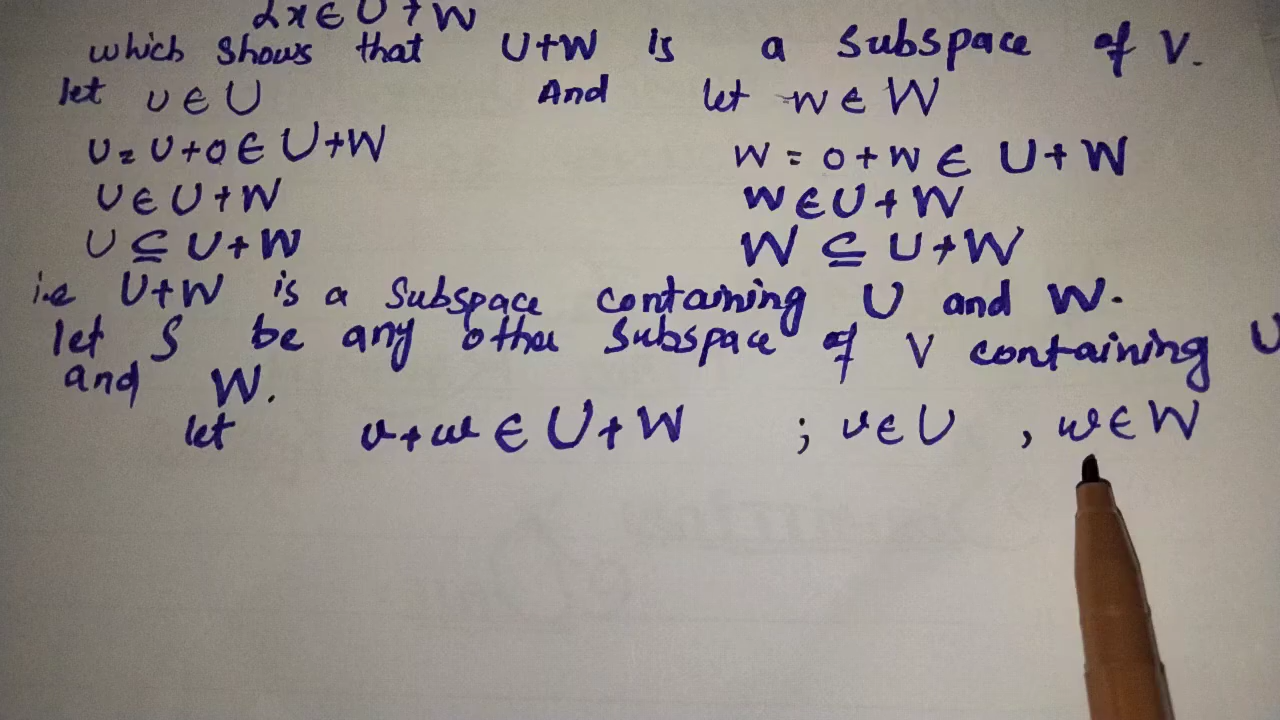 αx ∈ U + W
which shows that U+W is a subspace of V.
let u ∈ U And let w ∈ W
u = u + 0 ∈ U + W w = 0 + w ∈ U + W
u ∈ U + W w ∈ U + W
U ⊆ U + W W ⊆ U + W
i.e U+W is a subspace containing U and W.
let S be any other subspace of V containing U
and W.
let u + w ∈ U + W ; u ∈ U , w ∈ W